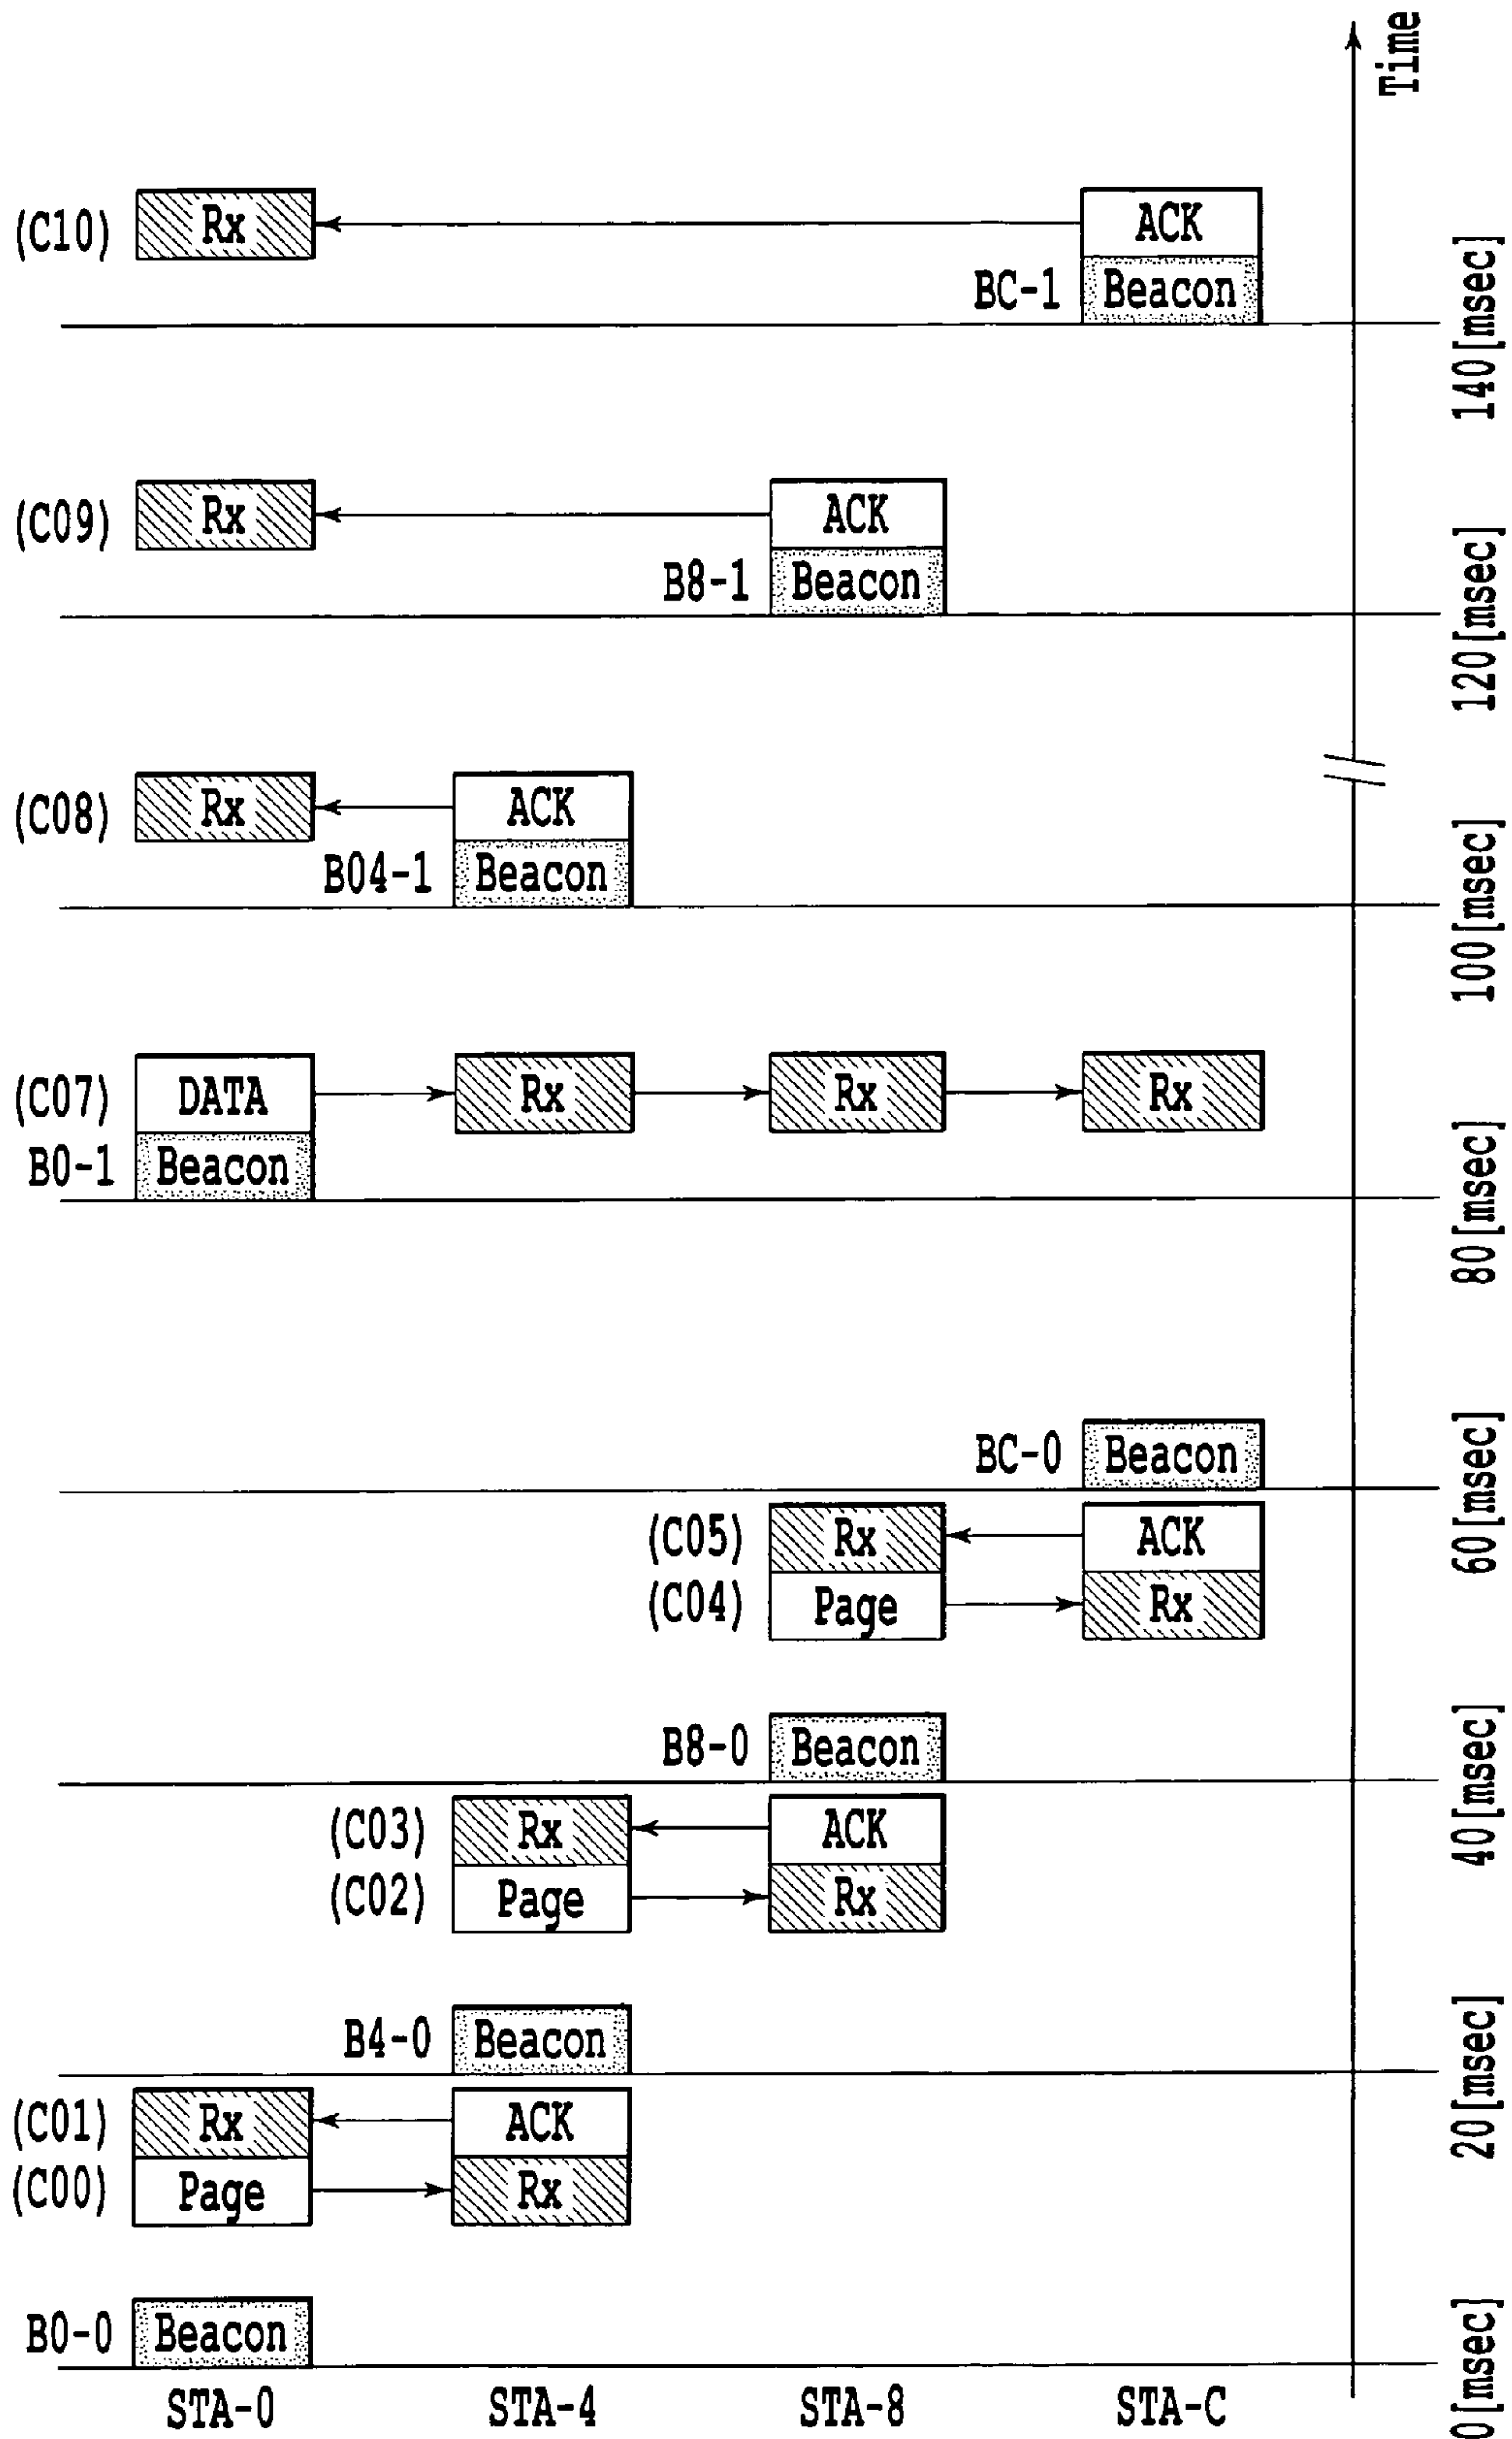 Time
(C10) Rx ACK
BC-1 Beacon
140[msec]
(C09) Rx ACK
B8-1 Beacon
120[msec]
(C08) Rx ACK
B04-1 Beacon
100[msec]
(C07) DATA Rx Rx Rx
B0-1 Beacon
80[msec]
BC-0 Beacon
60[msec]
(C05) Rx ACK
(C04) Page Rx
B8-0 Beacon
40[msec]
(C03) Rx ACK
(C02) Page Rx
B4-0 Beacon
20[msec]
(C01) Rx ACK
(C00) Page Rx
B0-0 Beacon
0[msec]
STA-0 STA-4 STA-8 STA-C